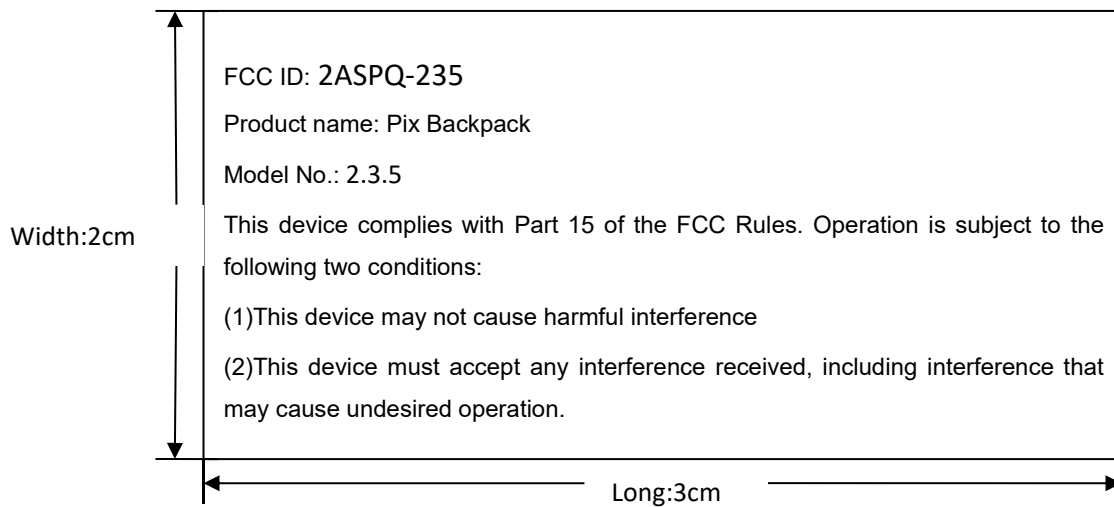 FCC ID: 2ASPQ-235
Product name: Pix Backpack
Model No.: 2.3.5
Width:2cm
This device complies with Part 15 of the FCC Rules. Operation is subject to the
following two conditions:
(1)This device may not cause harmful interference
(2)This device must accept any interference received, including interference that
may cause undesired operation.
Long:3cm